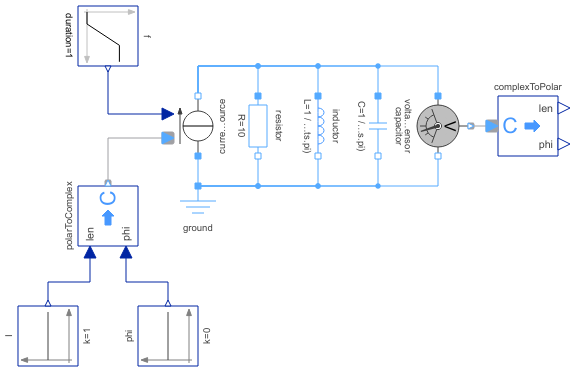 duration=1
f
curre...ource
R=10
resistor
L=1 /...ts.pi)
inductor
C=1/...s.pi)
capacitor
volta...ensor
complexToPolar
len
phi
C
ground
polarToComplex
C
len
phi
I
k=1
phi
k=0